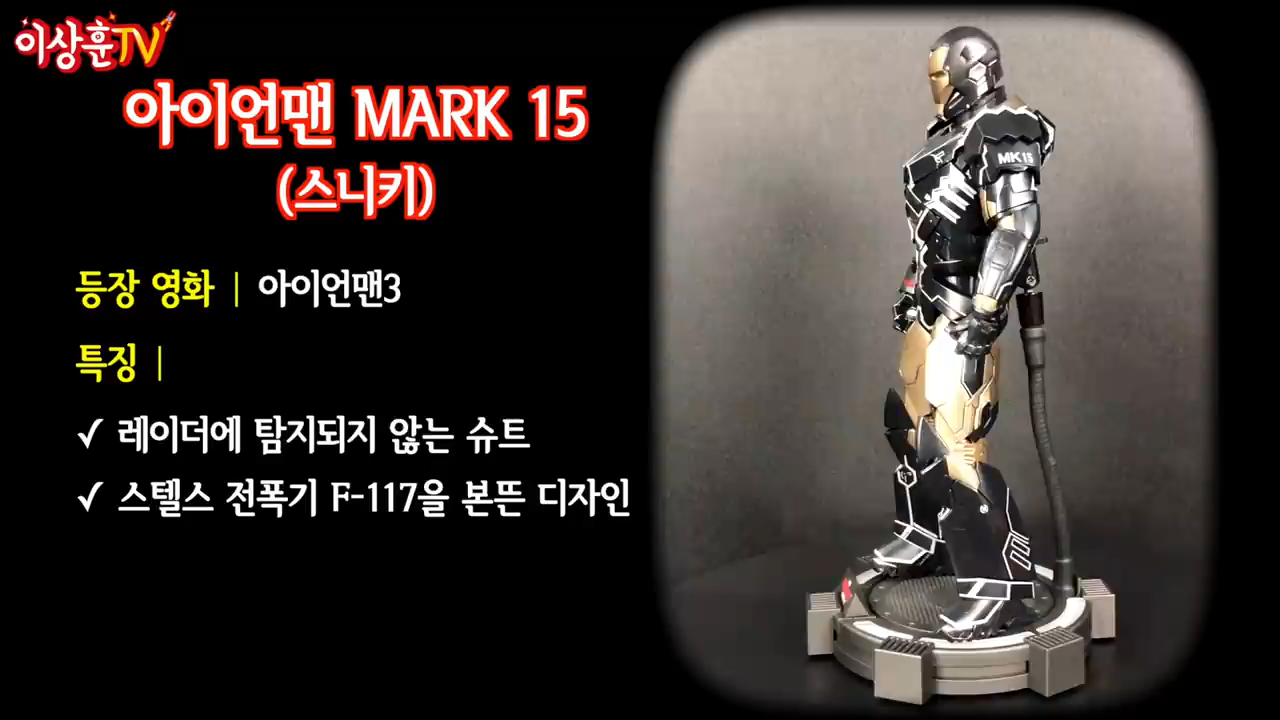 이상훈TV
아이언맨 MARK 15
(스니키)
등장 영화 | 아이언맨3
특징 |
✓ 레이더에 탐지되지 않는 슈트
✓ 스텔스 전폭기 F-117을 본뜬 디자인
MK15